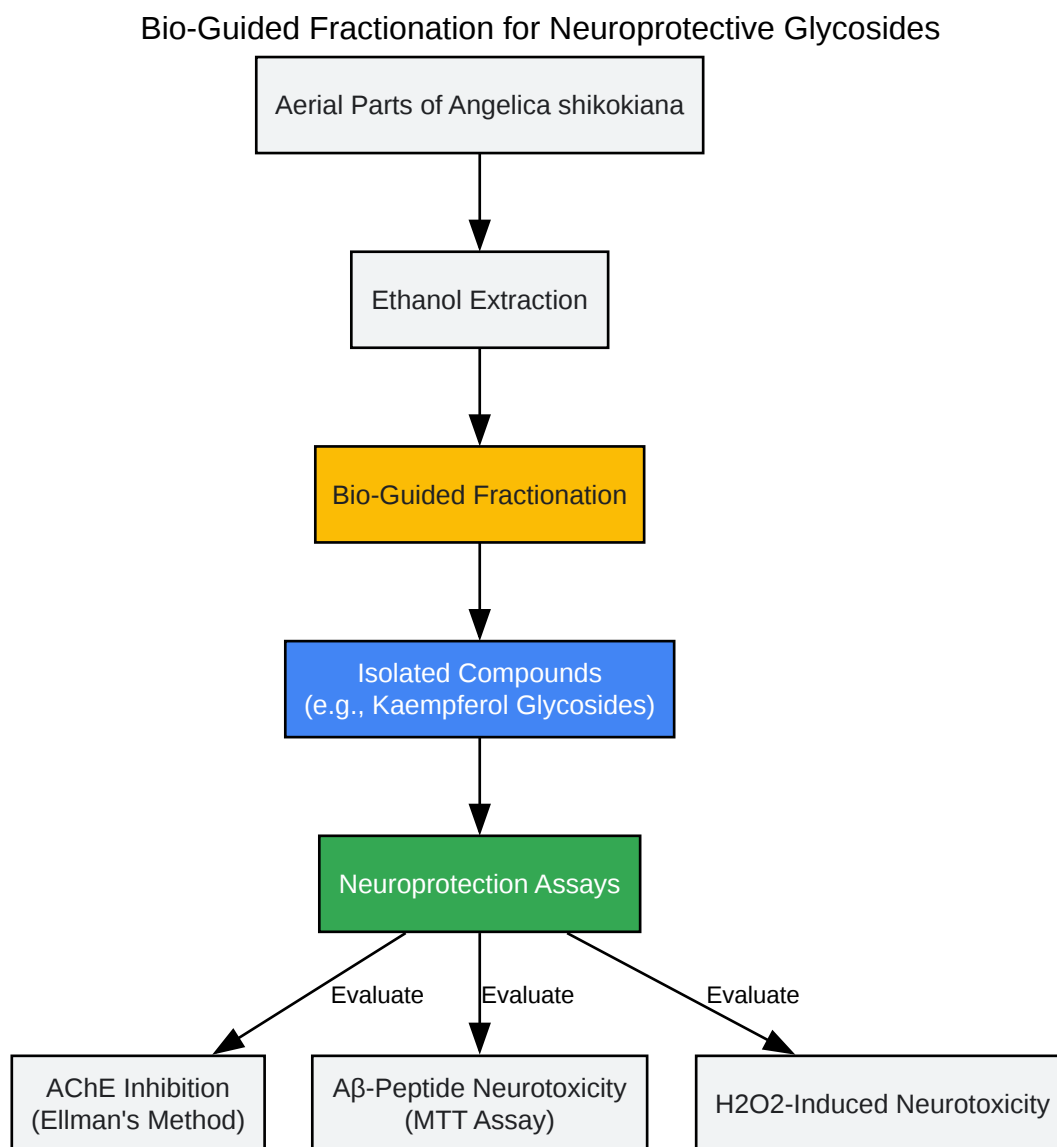 Bio-Guided Fractionation for Neuroprotective Glycosides
Aerial Parts of Angelica shikokiana
Ethanol Extraction
Bio-Guided Fractionation
Isolated Compounds
(e.g., Kaempferol Glycosides)
Neuroprotection Assays
Evaluate
Evaluate
Evaluate
AChE Inhibition
(Ellman's Method)
Aβ-Peptide Neurotoxicity
(MTT Assay)
H2O2-Induced Neurotoxicity